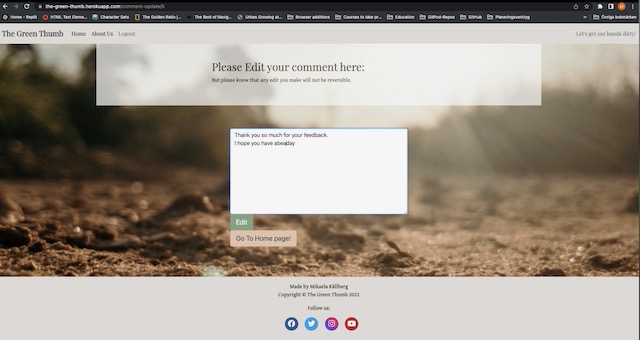 the-green-thumb.herokuapp.com/comment-update/5
Home - Replit
HTML Text Eleme...
Character Sets
The Golden Ratio |...
The Best of Navig...
Urban Growing at...
Browser additions
Courses to take pr...
Education
GitPod-Repos
GitHub
Planeringsverktyg
»
Övriga bokmärken
The Green Thumb
Home
About Us
Logout
Let's get our hands dirty!
Please Edit your comment here:
But please know that any edit you make will not be reversible.
Thank you so much for your feedback.
I hope you have abeaday
Edit
Go To Home page!
Made by Mikaela Källberg
Copyright © The Green Thumb 2022
Follow us: